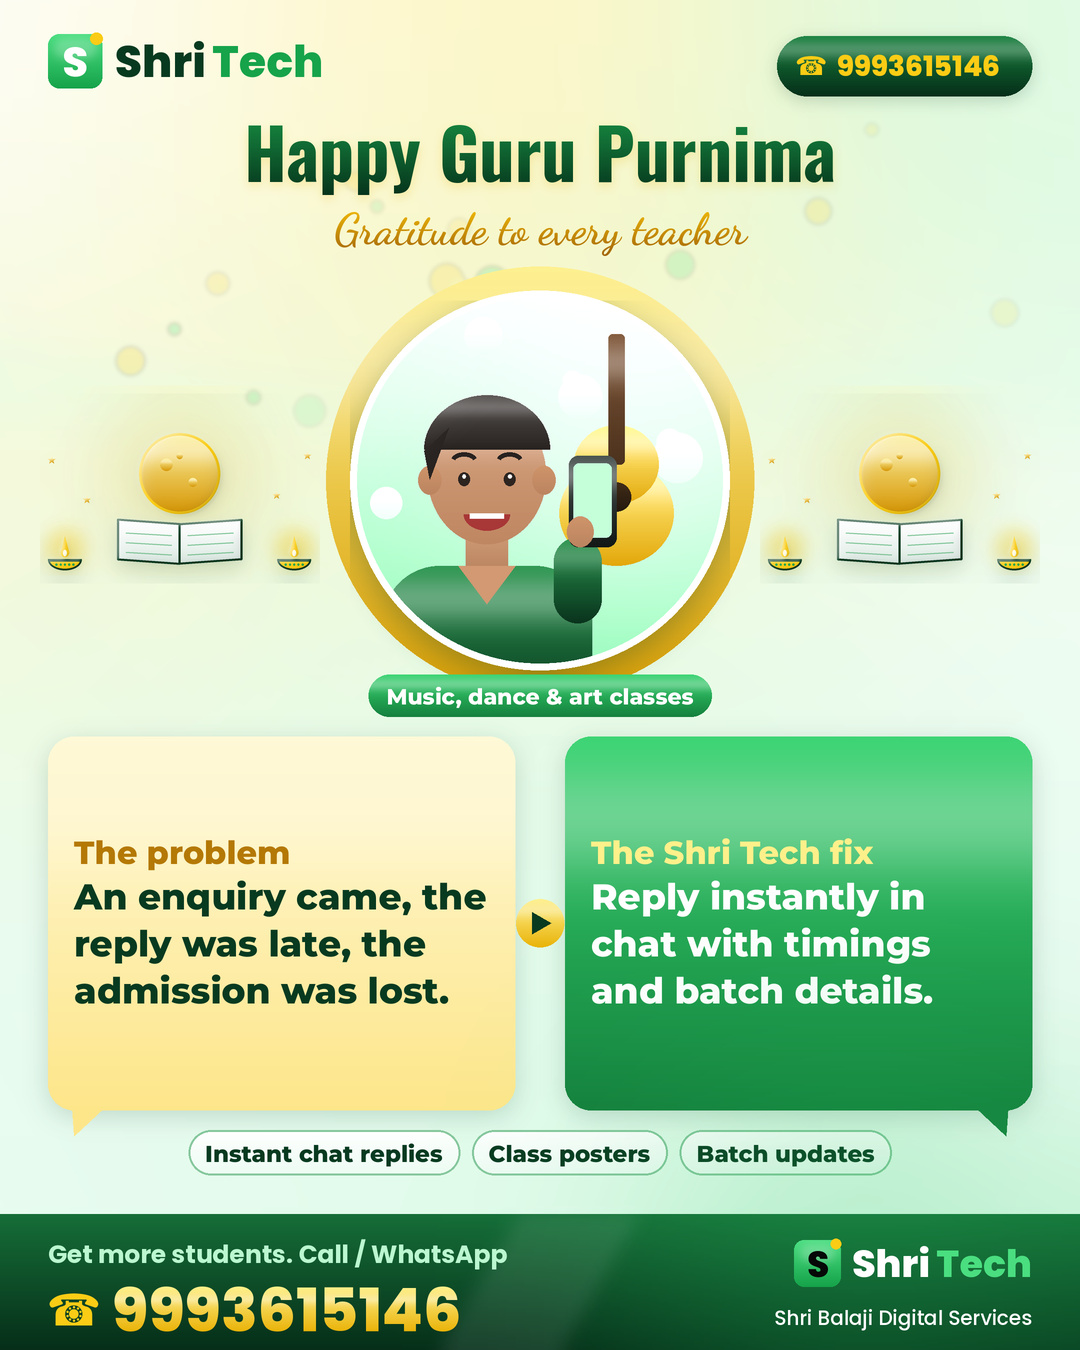 S Shri Tech
☎ 9993615146
Happy Guru Purnima
Gratitude to every teacher
Music, dance & art classes
The problem
An enquiry came, the
reply was late, the
admission was lost.
The Shri Tech fix
Reply instantly in
chat with timings
and batch details.
Instant chat replies
Class posters
Batch updates
Get more students. Call / WhatsApp
☎ 9993615146
S Shri Tech
Shri Balaji Digital Services